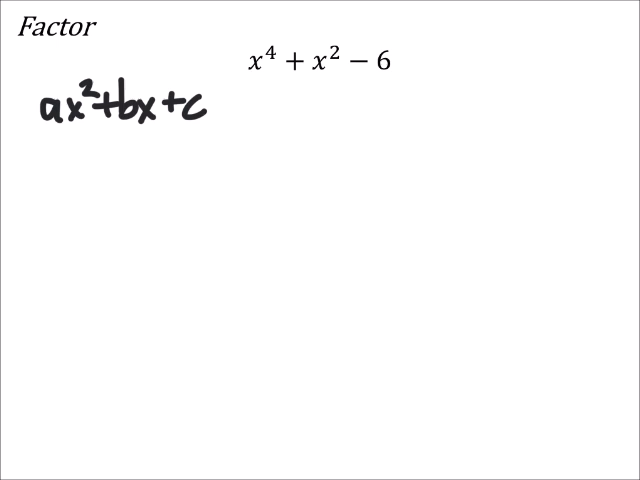 Factor
x⁴ + x² − 6
ax²+bx+c